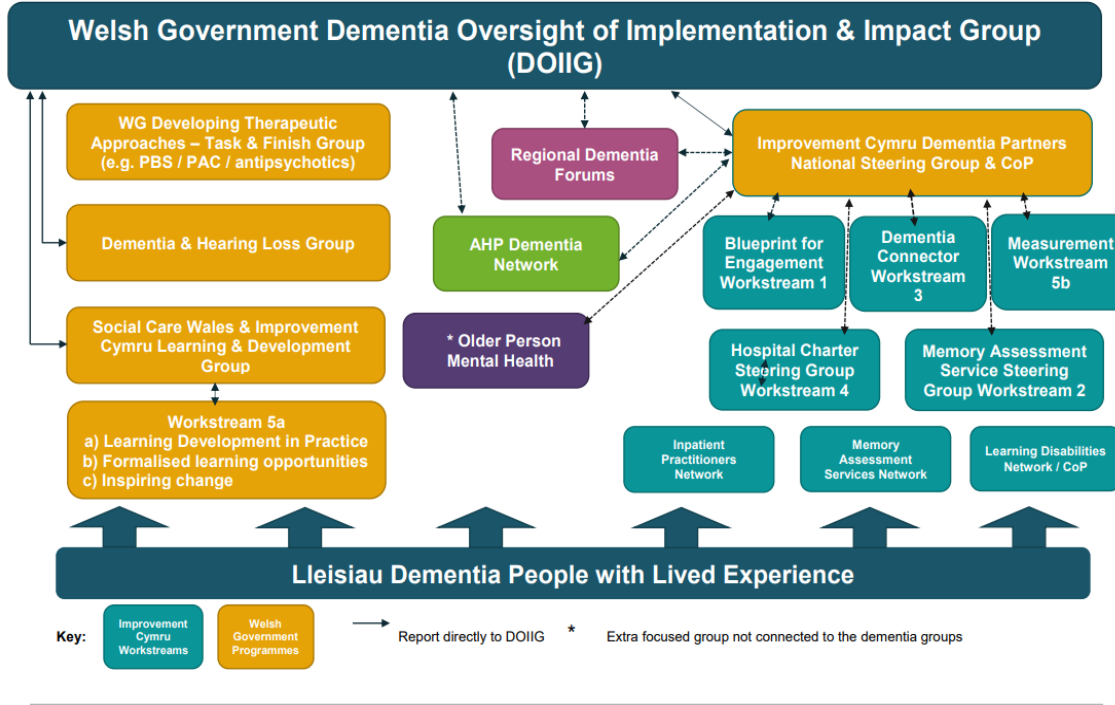 Welsh Government Dementia Oversight of Implementation & Impact Group
(DOIIG)
WG Developing Therapeutic
Approaches – Task & Finish Group
(e.g. PBS / PAC / antipsychotics)
Dementia & Hearing Loss Group
Social Care Wales & Improvement
Cymru Learning & Development
Group
Workstream 5a
a) Learning Development in Practice
b) Formalised learning opportunities
c) Inspiring change
Regional Dementia
Forums
AHP Dementia
Network
* Older Person
Mental Health
Improvement Cymru Dementia Partners
National Steering Group & CoP
Blueprint for
Engagement
Workstream 1
Dementia
Connector
Workstream
3
Measurement
Workstream
5b
Hospital Charter
Steering Group
Workstream 4
Memory Assessment
Service Steering
Group Workstream 2
Inpatient
Practitioners
Network
Memory
Assessment
Services Network
Learning Disabilities
Network / CoP
Lleisiau Dementia People with Lived Experience
Key:
Improvement
Cymru
Workstreams
Welsh
Government
Programmes
Report directly to DOIIG
* Extra focused group not connected to the dementia groups